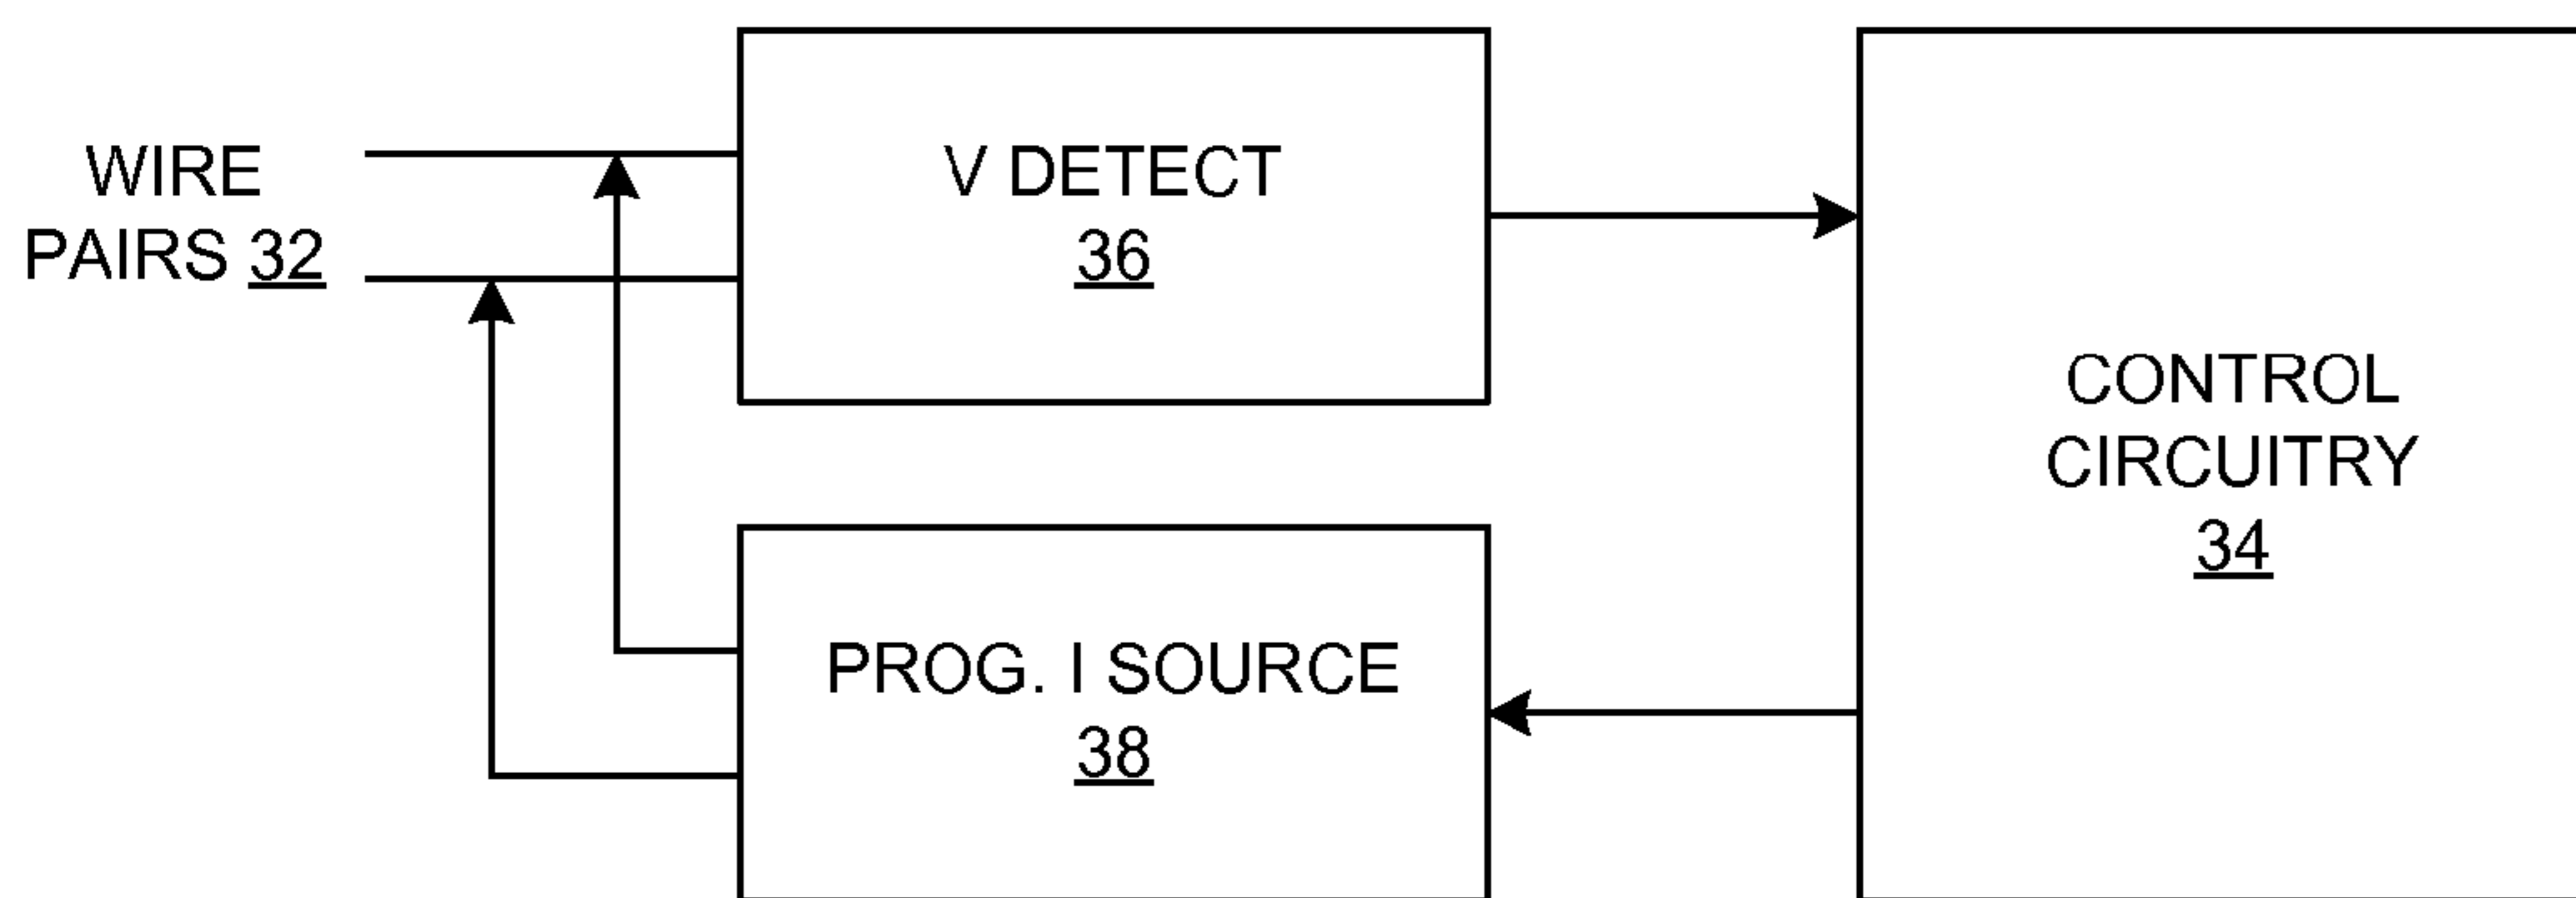 WIRE
PAIRS 32
V DETECT
36
PROG. I SOURCE
38
CONTROL
CIRCUITRY
34